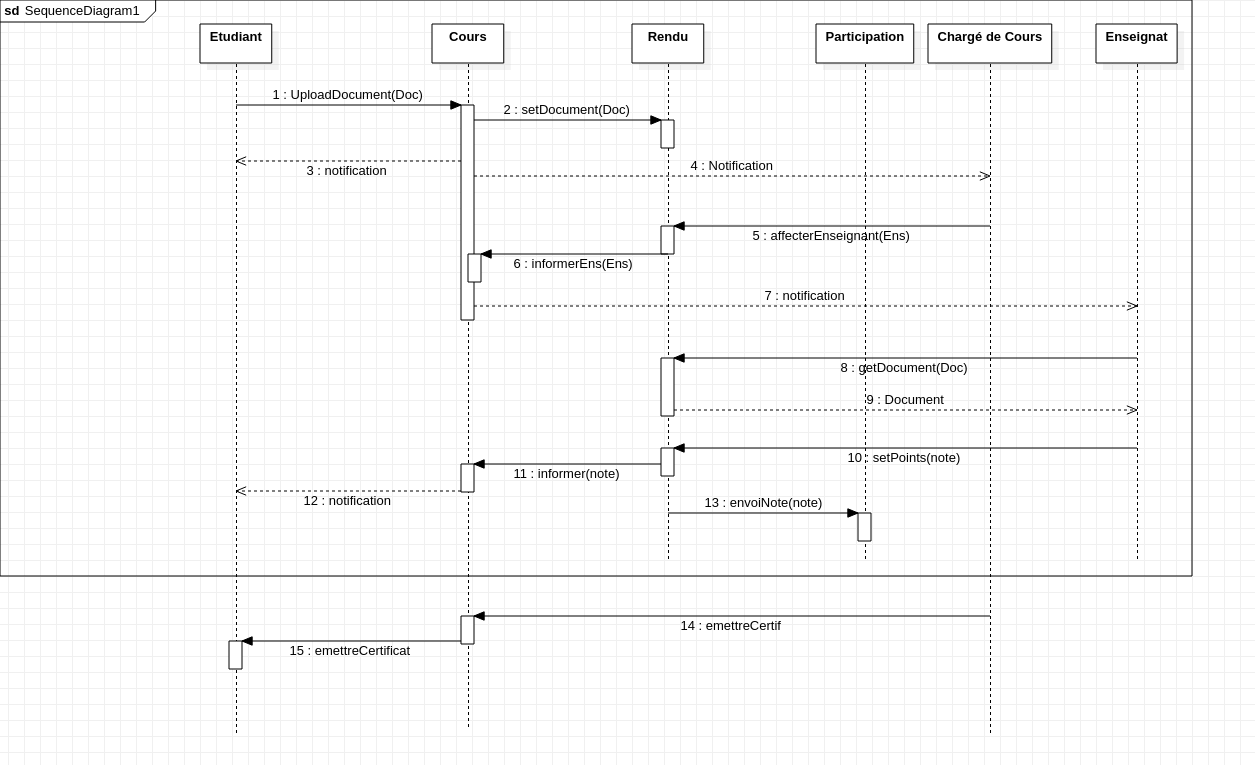 sd SequenceDiagram1
Etudiant
Cours
Rendu
Participation
Chargé de Cours
Enseignat
1 : UploadDocument(Doc)
2 : setDocument(Doc)
3 : notification
4 : Notification
5 : affecterEnseignant(Ens)
6 : informerEns(Ens)
7 : notification
8 : getDocument(Doc)
9 : Document
10 : setPoints(note)
11 : informer(note)
12 : notification
13 : envoiNote(note)
14 : emettreCertif
15 : emettreCertificat